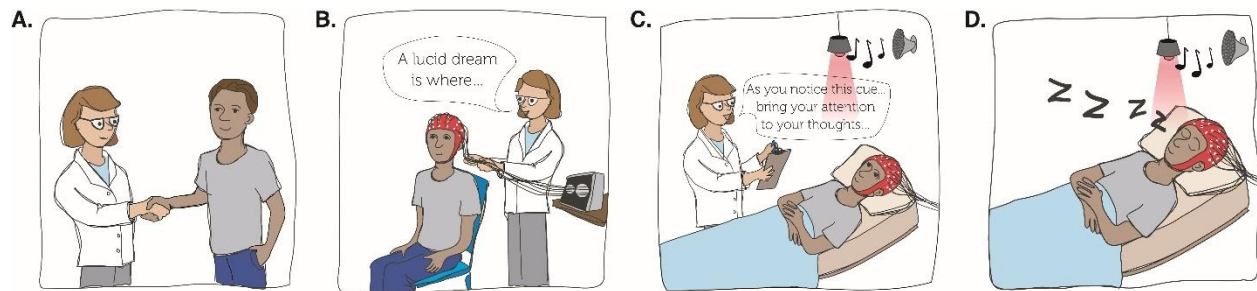 A.
B.
A lucid dream
is where...
C.
As you notice this cue...
bring your attention
to your thoughts...
D.
z z z z